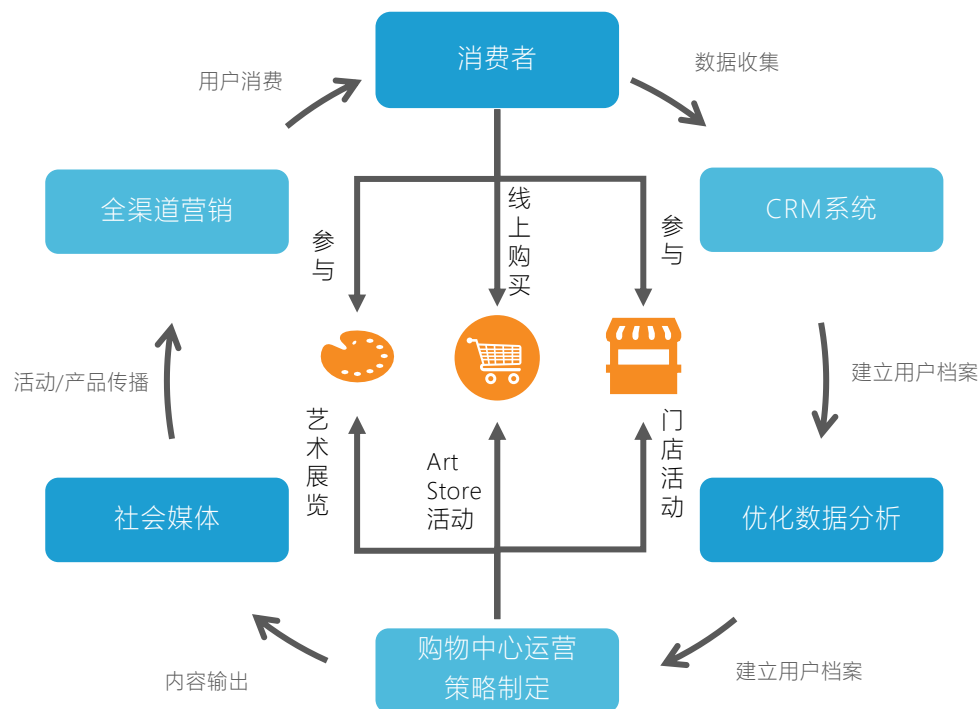 消费者
用户消费
数据收集
全渠道营销
CRM系统
参与
线上购买
参与
活动/产品传播
建立用户档案
艺术展览
Art
Store
活动
门店活动
社会媒体
优化数据分析
购物中心运营
策略制定
内容输出
建立用户档案